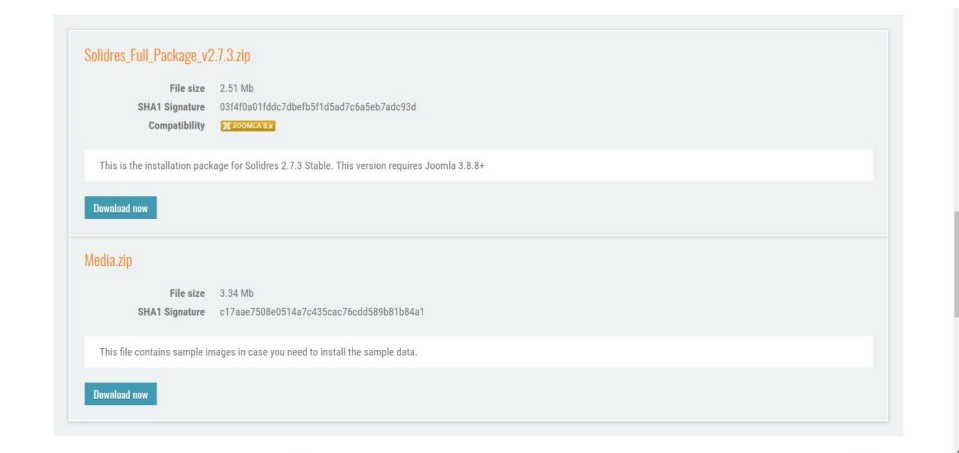 Solidres_Full_Package_v2.7.3.zip
File size 2.51 Mb
SHA1 Signature 03f4f0a01fddc7dbefb5f1d5ad7c6a5eb7adc93d
Compatibility JOOMLA 3.x
This is the installation package for Solidres 2.7.3 Stable. This version requires Joomla 3.8.8+
Download now
Media.zip
File size 3.34 Mb
SHA1 Signature c17aae7508e0514a7c435cac76cdd589b81b84a1
This file contains sample images in case you need to install the sample data.
Download now